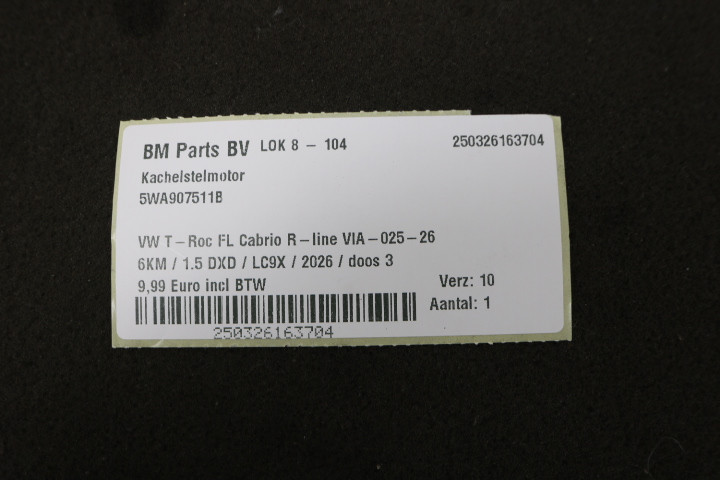 BM Parts BV LOK 8 - 104 250326163704
Kachelstelmotor
5WA907511B
VW T-Roc FL Cabrio R-line VIA-025-26
6KM / 1.5 DXD / LC9X / 2026 / doos 3
9,99 Euro incl BTW Verz: 10
Aantal: 1
250326163704